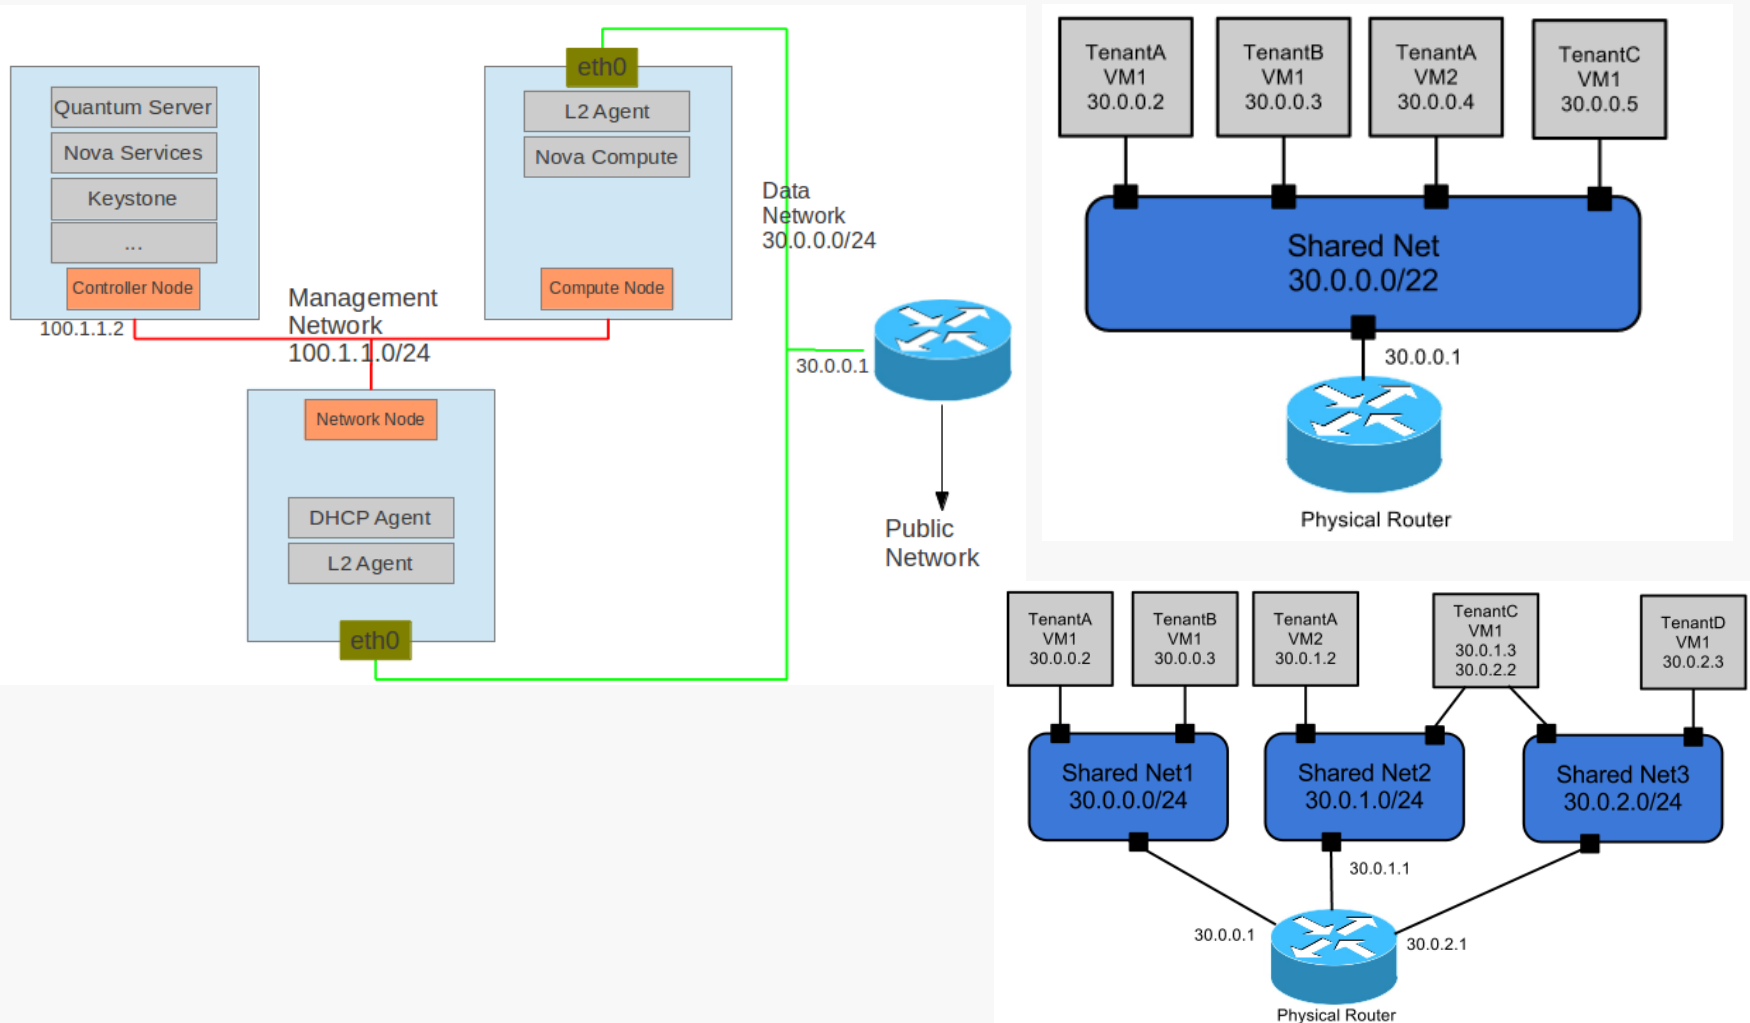 eth0
Quantum Server
Nova Services
Keystone
...
Controller Node
100.1.1.2
L2 Agent
Nova Compute
Compute Node
Management
Network
100.1.1.0/24
Data
Network
30.0.0.0/24
30.0.0.1
Public
Network
Network Node
DHCP Agent
L2 Agent
eth0
TenantA
VM1
30.0.0.2
TenantB
VM1
30.0.0.3
TenantA
VM2
30.0.0.4
TenantC
VM1
30.0.0.5
Shared Net
30.0.0.0/22
30.0.0.1
Physical Router
TenantA
VM1
30.0.0.2
TenantB
VM1
30.0.0.3
TenantA
VM2
30.0.1.2
TenantC
VM1
30.0.1.3
30.0.2.2
TenantD
VM1
30.0.2.3
Shared Net1
30.0.0.0/24
Shared Net2
30.0.1.0/24
Shared Net3
30.0.2.0/24
30.0.1.1
30.0.0.1
30.0.2.1
Physical Router